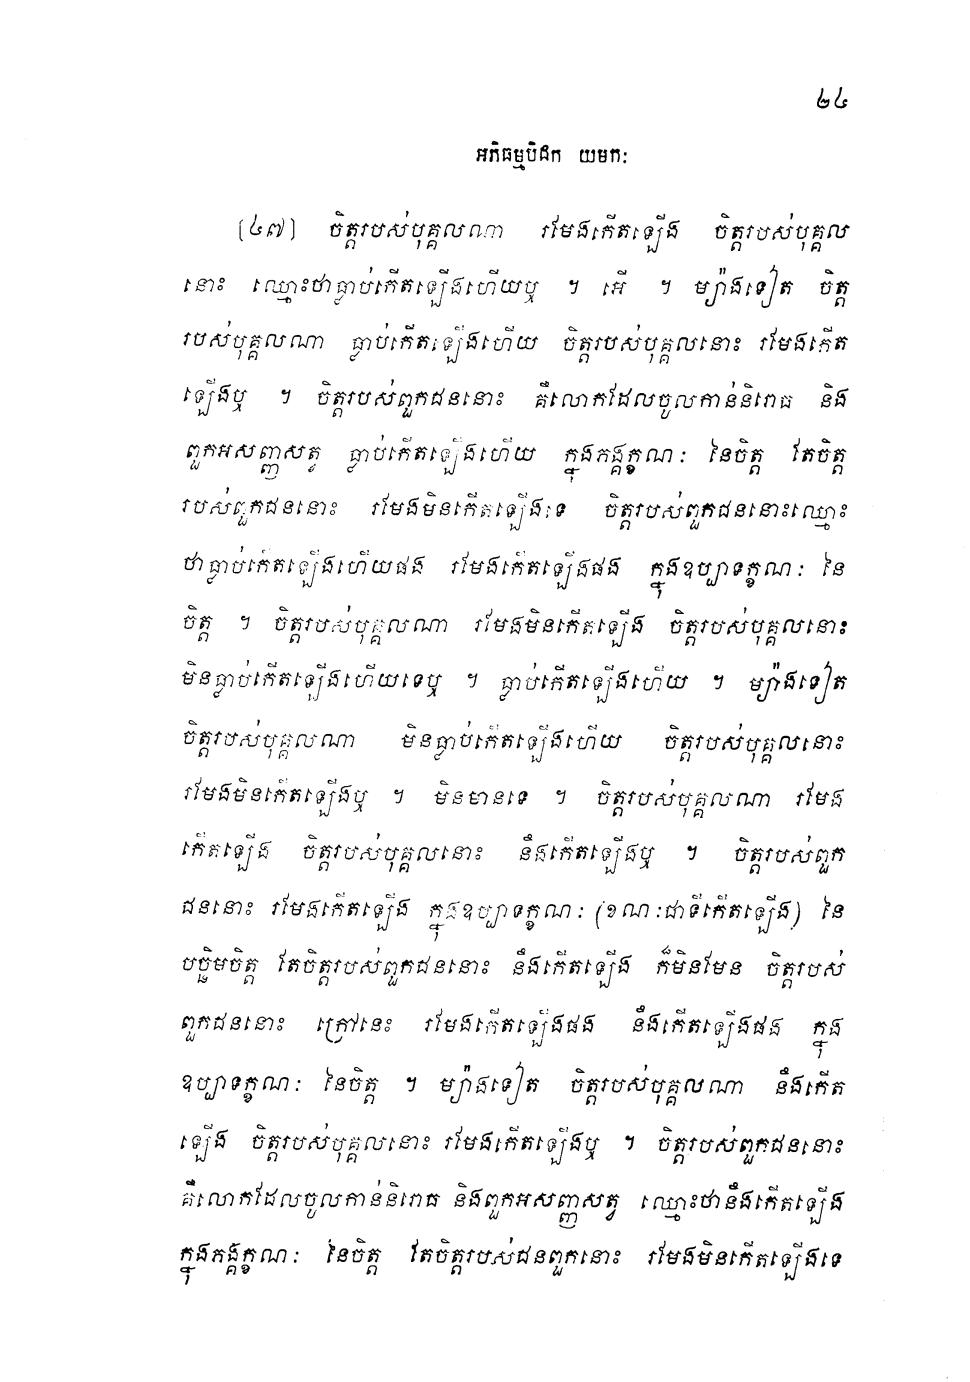 ២៤
អភិធម្មបិដក យមកៈ
[៤៧] ចិត្តរបស់បុគ្គលណា រមែងកើតឡើង ចិត្តរបស់បុគ្គល
នោះ ឈ្មោះថាធ្លាប់កើតឡើងហើយឬ ។ អើ ។ ម្យ៉ាងទៀត ចិត្ត
របស់បុគ្គលណា ធ្លាប់កើតឡើងហើយ ចិត្តរបស់បុគ្គលនោះ រមែងកើត
ឡើងឬ ។ ចិត្តរបស់ពួកជននោះ គឺលោកដែលចូលកាន់និរោធ និង
ពួកអសញ្ញសត្វ ធ្លាប់កើតឡើងហើយ ក្នុងភង្គក្ខណៈ នៃចិត្ត តែចិត្ត
របស់ពួកជននោះ រមែងមិនកើតឡើងទេ ចិត្តរបស់ពួកជននោះឈ្មោះ
ថាធ្លាប់កើតឡើងហើយផង រមែងកើតឡើងផង ក្នុងឧប្បាទក្ខណៈ នៃ
ចិត្ត ។ ចិត្តរបស់បុគ្គលណា រមែងមិនកើតឡើង ចិត្តរបស់បុគ្គលនោះ
មិនធ្លាប់កើតឡើងហើយទេឬ ។ ធ្លាប់កើតឡើងហើយ ។ ម្យ៉ាងទៀត
ចិត្តរបស់បុគ្គលណា មិនធ្លាប់កើតឡើងហើយ ចិត្តរបស់បុគ្គលនោះ
រមែងមិនកើតឡើងឬ ។ មិនមានទេ ។ ចិត្តរបស់បុគ្គលណា រមែង
កើតឡើង ចិត្តរបស់បុគ្គលនោះ នឹងកើតឡើងឬ ។ ចិត្តរបស់ពួក
ជននោះ រមែងកើតឡើង ក្នុងឧប្បាទក្ខណៈ (ខណៈជាទីកើតឡើង) នៃ
បច្ឆិមចិត្ត តែចិត្តរបស់ពួកជននោះ នឹងកើតឡើង ក៏មិនមែន ចិត្តរបស់
ពួកជននោះ ក្រៅនេះ រមែងកើតឡើងផង នឹងកើតឡើងផង ក្នុង
ឧប្បាទក្ខណៈ នៃចិត្ត ។ ម្យ៉ាងទៀត ចិត្តរបស់បុគ្គលណា នឹងកើត
ឡើង ចិត្តរបស់បុគ្គលនោះ រមែងកើតឡើងឬ ។ ចិត្តរបស់ពួកជននោះ
គឺលោកដែលចូលកាន់និរោធ និងពួកអសញ្ញសត្វ ឈ្មោះថានឹងកើតឡើង
ក្នុងភង្គក្ខណៈ នៃចិត្ត តែចិត្តរបស់ជនពួកនោះ រមែងមិនកើតឡើងទេ